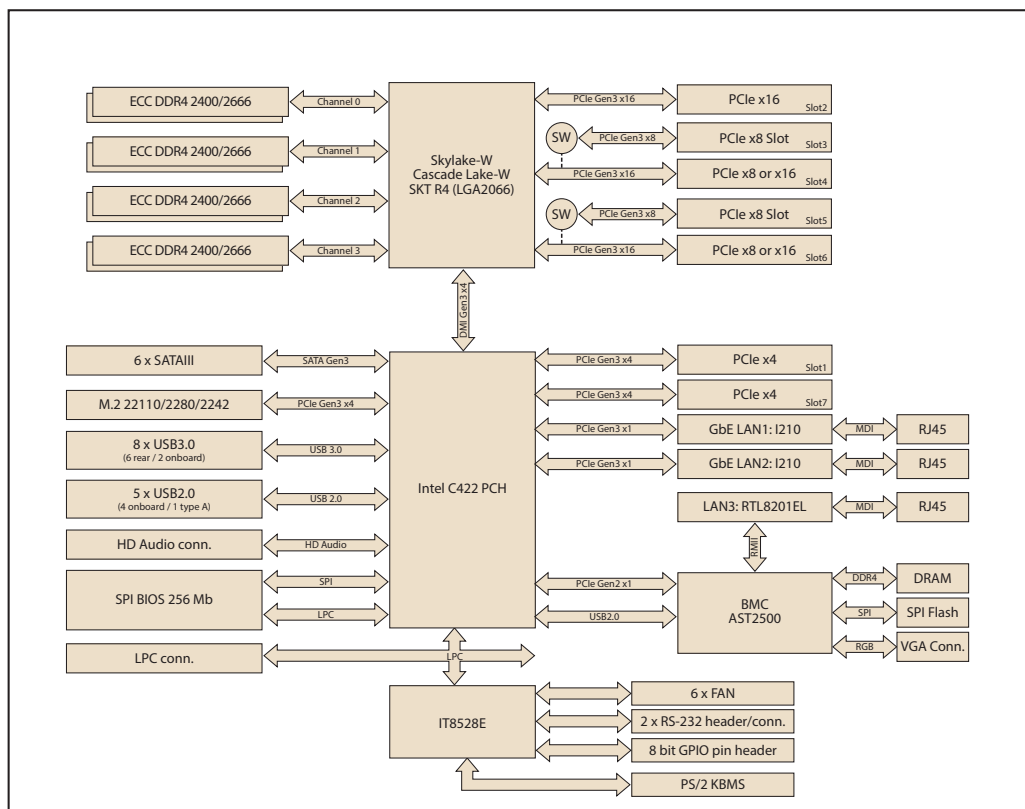 ECC DDR4 2400/2666
Channel 0
ECC DDR4 2400/2666
Channel 1
ECC DDR4 2400/2666
Channel 2
ECC DDR4 2400/2666
Channel 3
Skylake-W
Cascade Lake-W
SKT R4 (LGA2066)
PCIe Gen3 x16
PCIe x16
Slot2
SW
PCIe Gen3 x8
PCIe x8 Slot
Slot3
PCIe Gen3 x16
PCIe x8 or x16
Slot4
SW
PCIe Gen3 x8
PCIe x8 Slot
Slot5
PCIe Gen3 x16
PCIe x8 or x16
Slot6
DMI Gen3 x4
6 x SATAIII
SATA Gen3
M.2 22110/2280/2242
PCIe Gen3 x4
8 x USB3.0
(6 rear / 2 onboard)
USB 3.0
5 x USB2.0
(4 onboard / 1 type A)
USB 2.0
HD Audio conn.
HD Audio
SPI BIOS 256 Mb
SPI
LPC
LPC conn.
LPC
Intel C422 PCH
PCIe Gen3 x4
PCIe x4
Slot1
PCIe Gen3 x4
PCIe x4
Slot7
PCIe Gen3 x1
GbE LAN1: I210
MDI
RJ45
PCIe Gen3 x1
GbE LAN2: I210
MDI
RJ45
LAN3: RTL8201EL
MDI
RJ45
RMII
PCIe Gen2 x1
USB2.0
BMC
AST2500
DDR4
DRAM
SPI
SPI Flash
RGB
VGA Conn.
IT8528E
6 x FAN
2 x RS-232 header/conn.
8 bit GPIO pin header
PS/2 KBMS